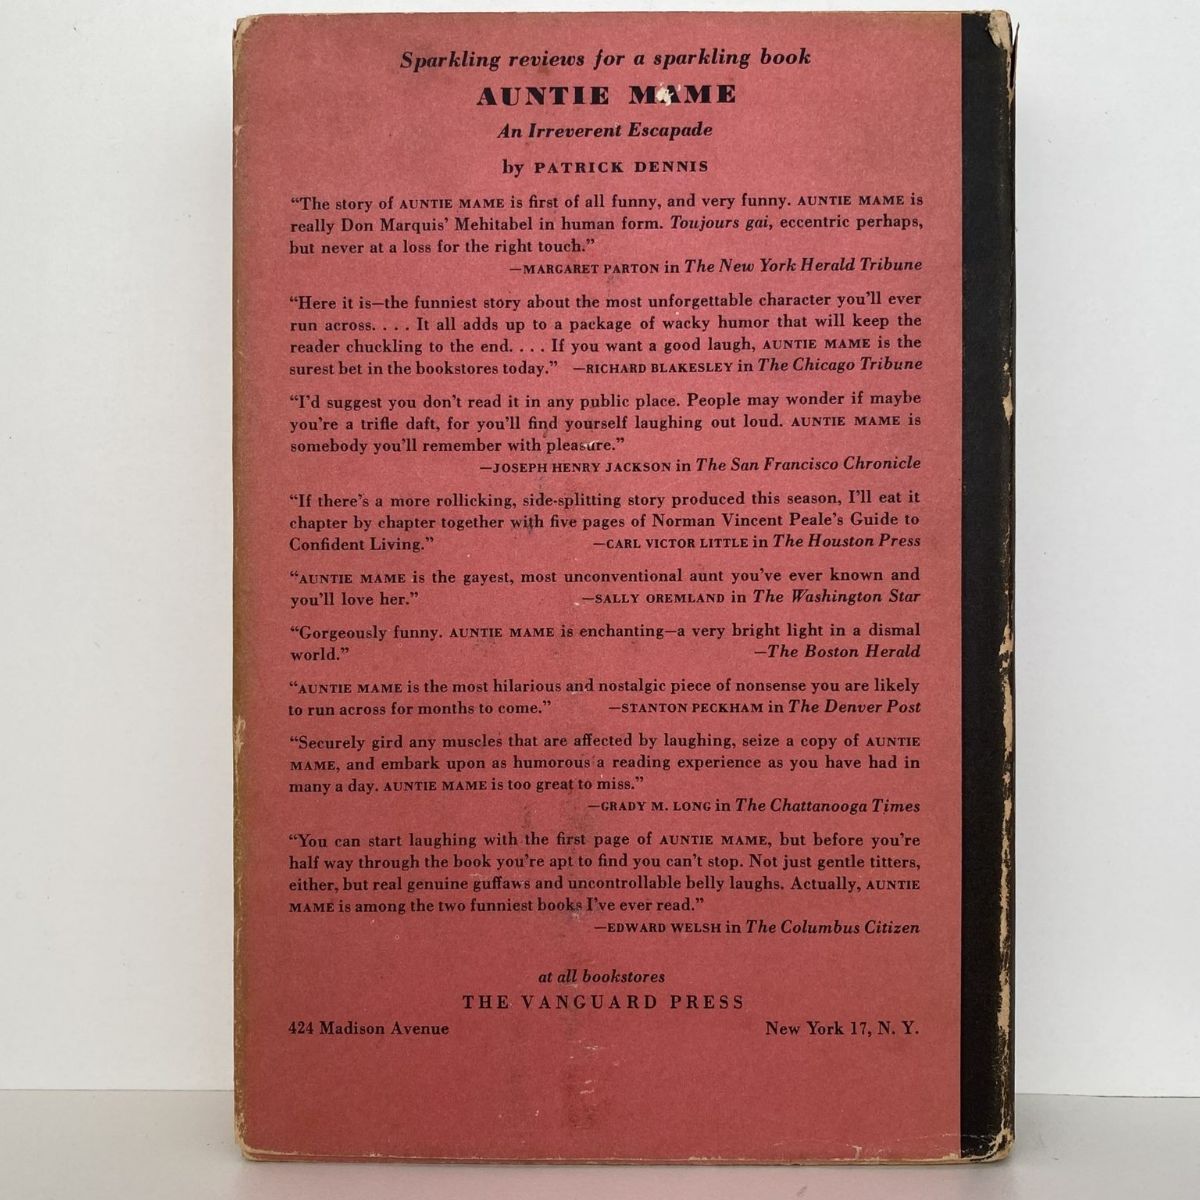 Sparkling reviews for a sparkling book
AUNTIE MAME
An Irreverent Escapade
by PATRICK DENNIS
“The story of AUNTIE MAME is first of all funny, and very funny. AUNTIE MAME is
really Don Marquis’ Mehitabel in human form. Toujours gai, eccentric perhaps,
but never at a loss for the right touch.”
—MARGARET PARTON in The New York Herald Tribune
“Here it is—the funniest story about the most unforgettable character you’ll ever
run across. . . . It all adds up to a package of wacky humor that will keep the
reader chuckling to the end. . . . If you want a good laugh, AUNTIE MAME is the
surest bet in the bookstores today.” —RICHARD BLAKESLEY in The Chicago Tribune
“I’d suggest you don’t read it in any public place. People may wonder if maybe
you’re a trifle daft, for you’ll find yourself laughing out loud. AUNTIE MAME is
somebody you’ll remember with pleasure.”
—JOSEPH HENRY JACKSON in The San Francisco Chronicle
“If there’s a more rollicking, side-splitting story produced this season, I’ll eat it
chapter by chapter together with five pages of Norman Vincent Peale’s Guide to
Confident Living.” —CARL VICTOR LITTLE in The Houston Press
“AUNTIE MAME is the gayest, most unconventional aunt you’ve ever known and
you’ll love her.” —SALLY OREMLAND in The Washington Star
“Gorgeously funny. AUNTIE MAME is enchanting—a very bright light in a dismal
world.” —The Boston Herald
“AUNTIE MAME is the most hilarious and nostalgic piece of nonsense you are likely
to run across for months to come.” —STANTON PECKHAM in The Denver Post
“Securely gird any muscles that are affected by laughing, seize a copy of AUNTIE
MAME, and embark upon as humorous a reading experience as you have had in
many a day. AUNTIE MAME is too great to miss.”
—GRADY M. LONG in The Chattanooga Times
“You can start laughing with the first page of AUNTIE MAME, but before you’re
half way through the book you’re apt to find you can’t stop. Not just gentle titters,
either, but real genuine guffaws and uncontrollable belly laughs. Actually, AUNTIE
MAME is among the two funniest books I’ve ever read.”
—EDWARD WELSH in The Columbus Citizen
at all bookstores
THE VANGUARD PRESS
424 Madison Avenue New York 17, N. Y.